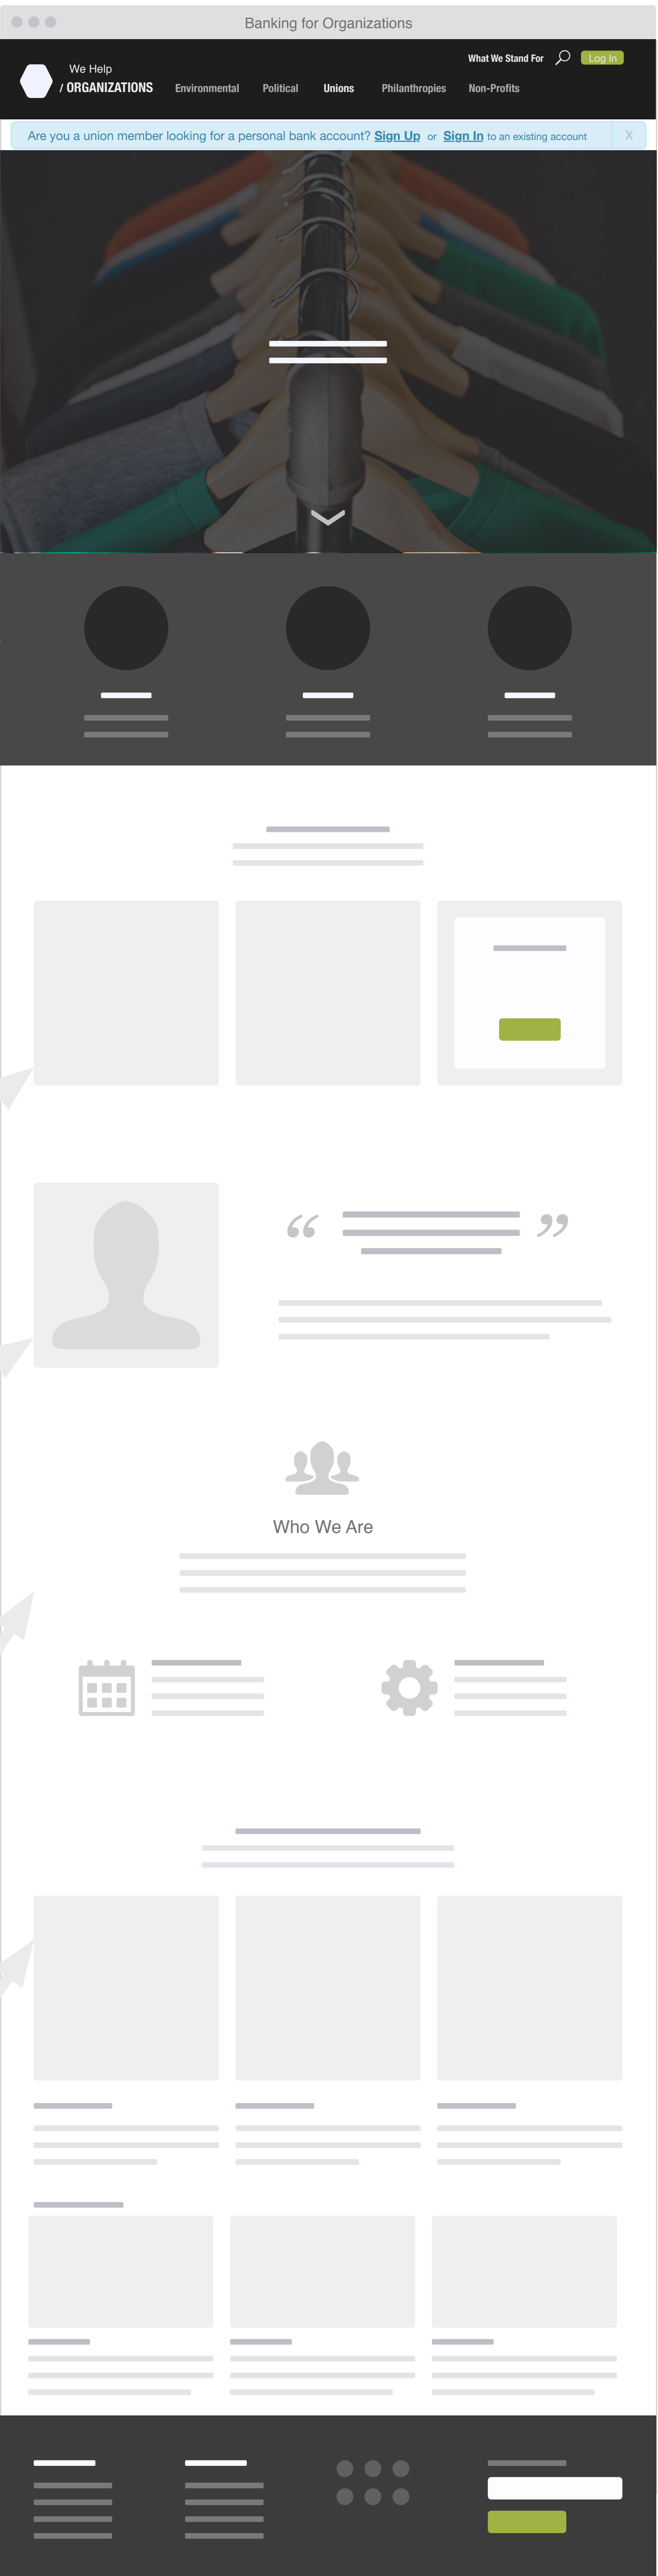 Banking for Organizations
What We Stand For
Log In
We Help
/ ORGANIZATIONS
Environmental Political Unions Philanthropies Non-Profits
Are you a union member looking for a personal bank account? Sign Up or Sign In to an existing account X
“ ”
Who We Are